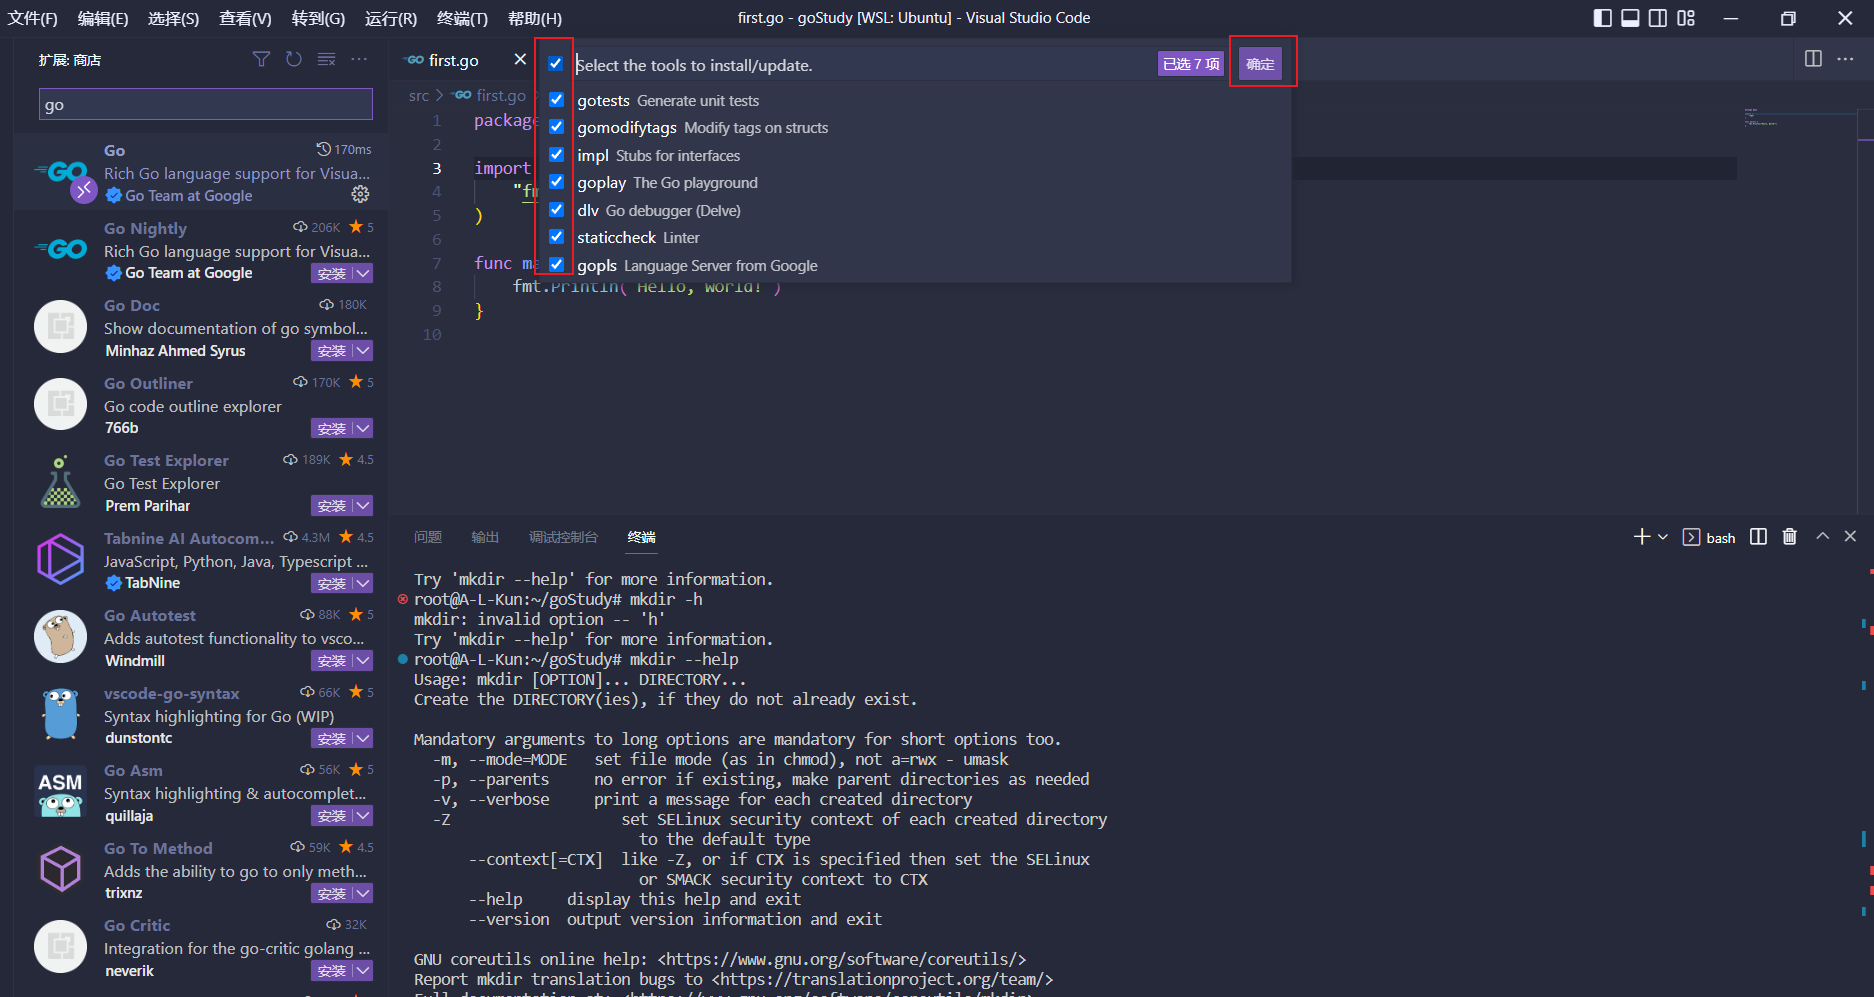 文件(F) 编辑(E) 选择(S) 查看(V) 转到(G) 运行(R) 终端(T) 帮助(H)
first.go - goStudy [WSL: Ubuntu] - Visual Studio Code
扩展: 商店
go
Go 170ms
Rich Go language support for Visua...
Go Team at Google
Go Nightly 206K 5
Rich Go language support for Visua...
Go Team at Google 安装
Go Doc 180K
Show documentation of go symbol...
Minhaz Ahmed Syrus 安装
Go Outliner 170K 5
Go code outline explorer
766b 安装
Go Test Explorer 189K 4.5
Go Test Explorer
Prem Parihar 安装
Tabnine AI Autocom... 4.3M 4.5
JavaScript, Python, Java, Typescript ...
TabNine 安装
Go Autotest 88K 5
Adds autotest functionality to vsco...
Windmill 安装
vscode-go-syntax 66K 5
Syntax highlighting for Go (WIP)
dunstontc 安装
ASM
Go Asm 56K 5
Syntax highlighting & autocomplet...
quillaja 安装
Go To Method 59K 4.5
Adds the ability to go to only meth...
trixnz 安装
Go Critic 32K
Integration for the go-critic golang ...
neverik 安装
GO first.go
src > GO first.go
Select the tools to install/update. 已选 7 项 确定
gotests Generate unit tests
gomodifytags Modify tags on structs
impl Stubs for interfaces
goplay The Go playground
dlv Go debugger (Delve)
staticcheck Linter
gopls Language Server from Google
1 package
2
3 import
4 "fm
5 )
6
7 func ma
8 fmt.Println("Hello, World!")
9 }
10
问题 输出 调试控制台 终端 bash
Try 'mkdir --help' for more information.
root@A-L-Kun:~/goStudy# mkdir -h
mkdir: invalid option -- 'h'
Try 'mkdir --help' for more information.
root@A-L-Kun:~/goStudy# mkdir --help
Usage: mkdir [OPTION]... DIRECTORY...
Create the DIRECTORY(ies), if they do not already exist.
Mandatory arguments to long options are mandatory for short options too.
-m, --mode=MODE set file mode (as in chmod), not a=rwx - umask
-p, --parents no error if existing, make parent directories as needed
-v, --verbose print a message for each created directory
-Z set SELinux security context of each created directory
to the default type
--context[=CTX] like -Z, or if CTX is specified then set the SELinux
or SMACK security context to CTX
--help display this help and exit
--version output version information and exit
GNU coreutils online help: <https://www.gnu.org/software/coreutils/>
Report mkdir translation bugs to <https://translationproject.org/team/>